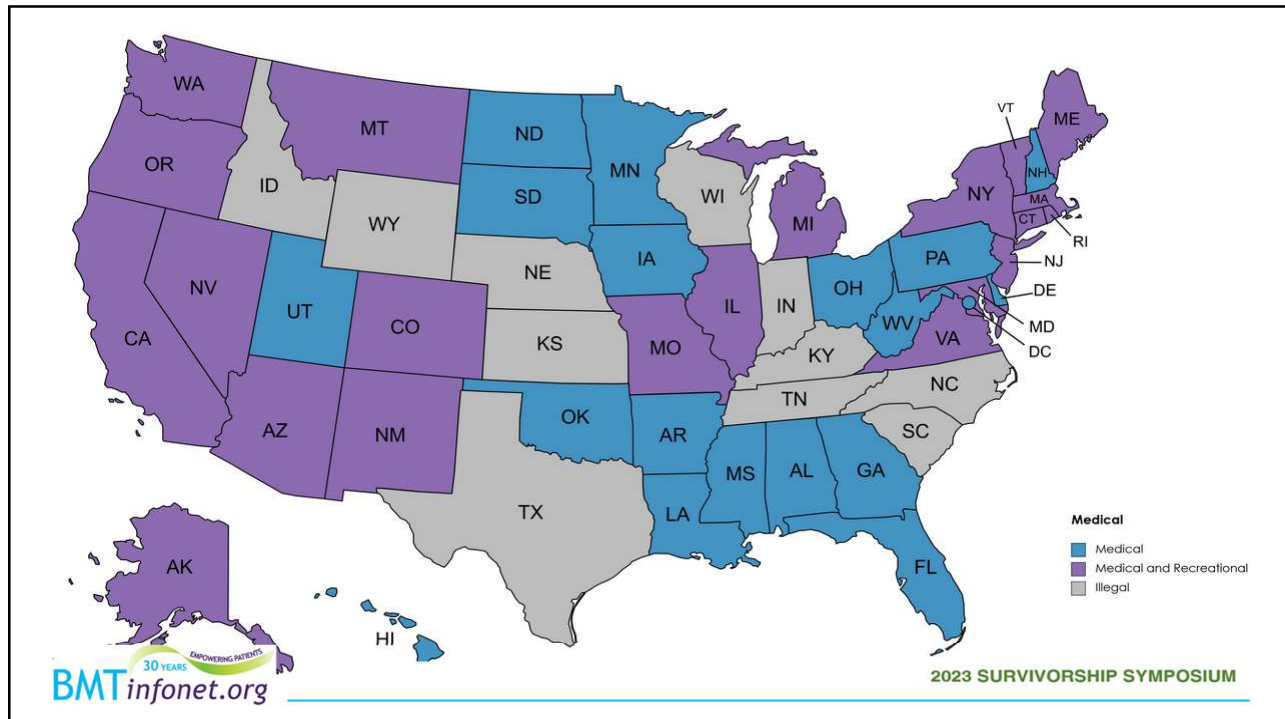 WA
MT
ND
MN
VT
ME
OR
ID
WY
SD
WI
MI
NY
NH
MA
CT
RI
NV
UT
CO
NE
IA
IL
IN
OH
PA
NJ
DE
MD
DC
CA
KS
MO
KY
WV
VA
AZ
NM
OK
AR
TN
NC
SC
TX
LA
MS
AL
GA
FL
AK
HI
Medical
Medical
Medical and Recreational
Illegal
30 YEARS
EMPOWERING PATIENTS
BMTinfonet.org
2023 SURVIVORSHIP SYMPOSIUM